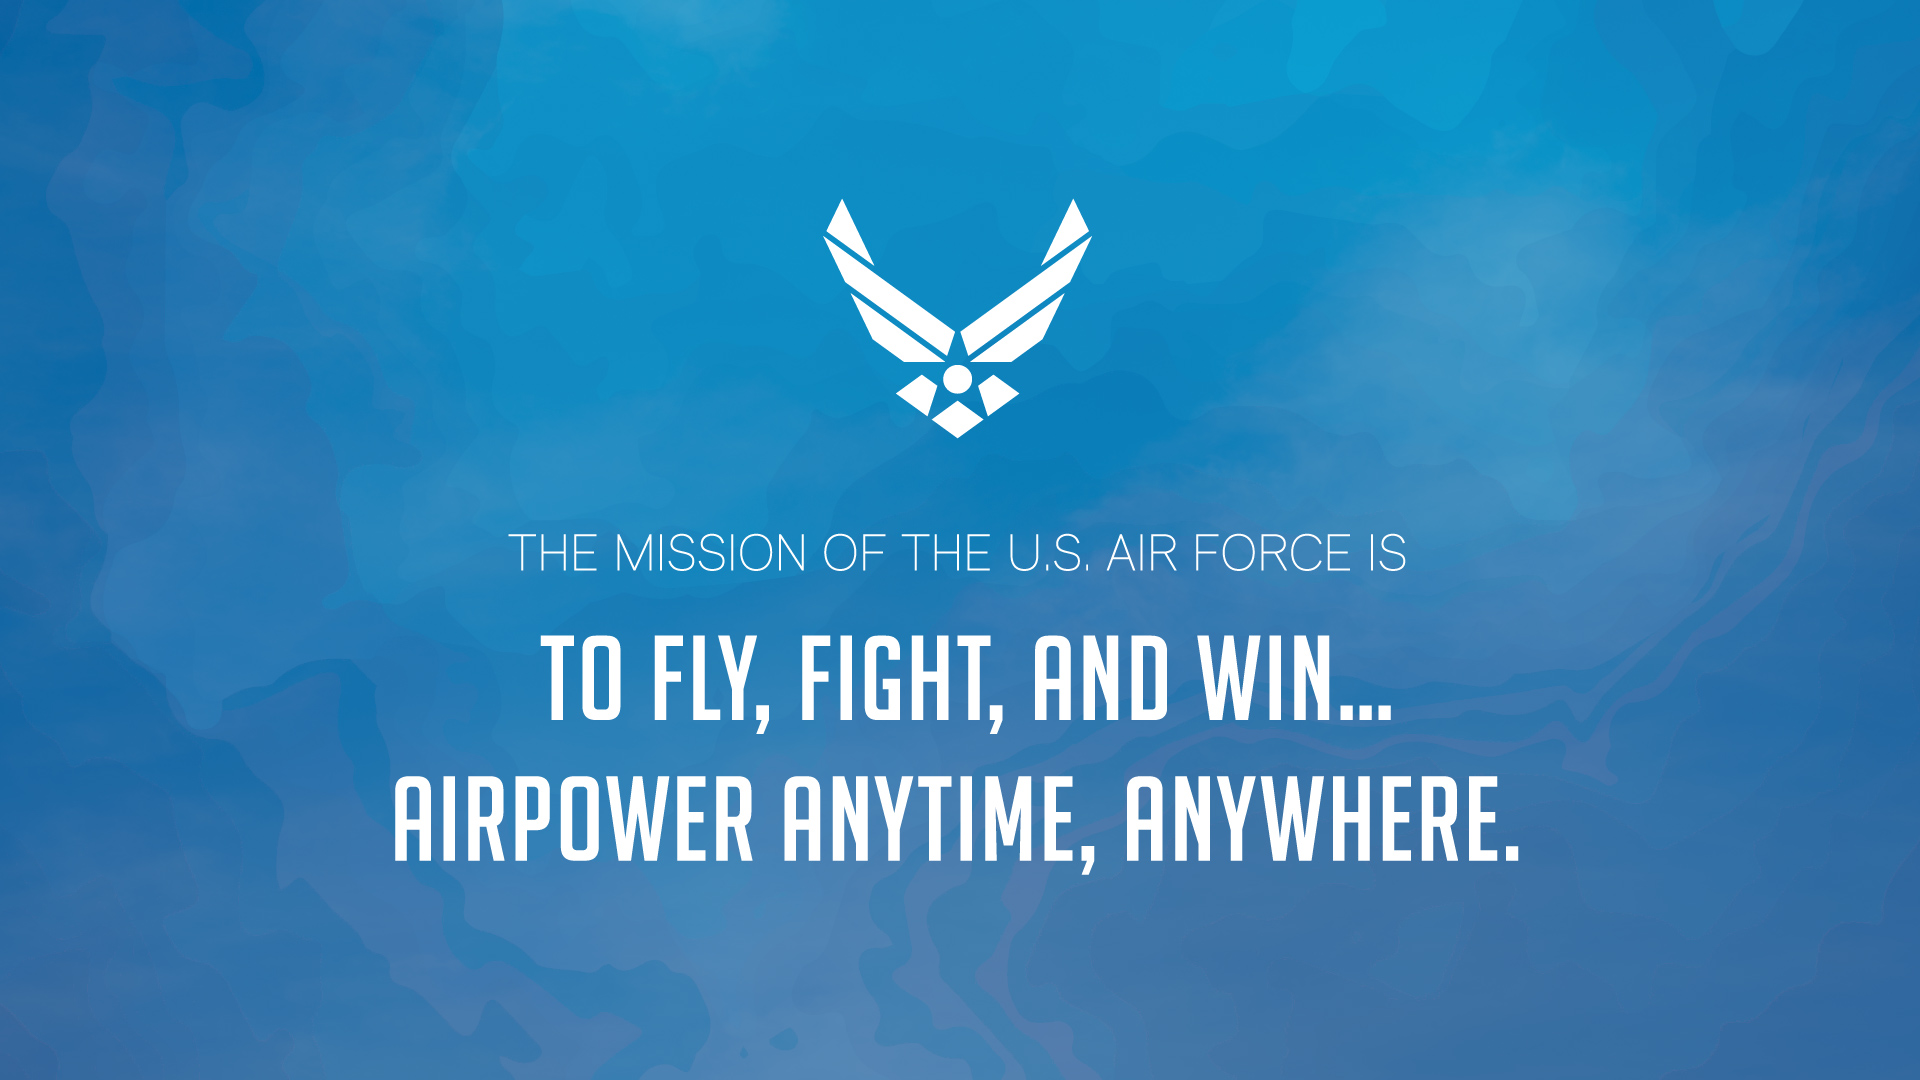 THE MISSION OF THE U.S. AIR FORCE IS
TO FLY, FIGHT, AND WIN...
AIRPOWER ANYTIME, ANYWHERE.